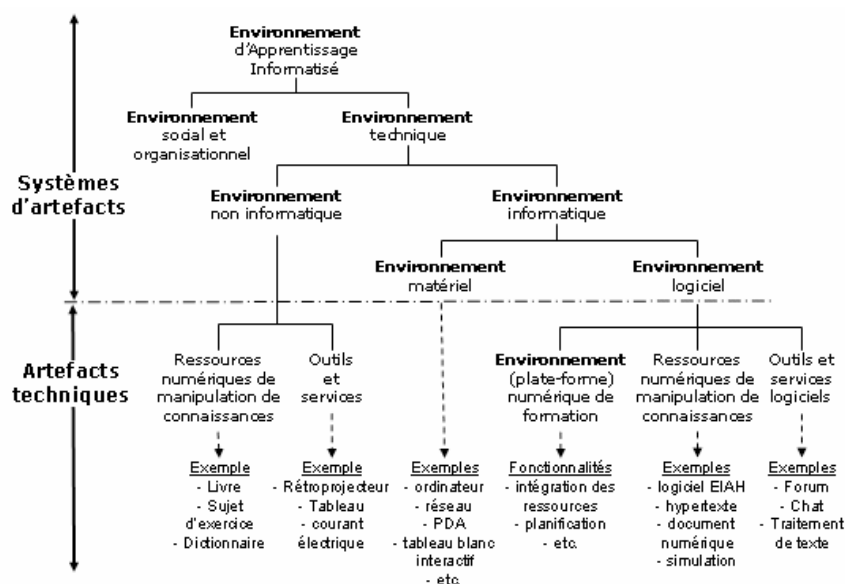 Environnement
d'Apprentissage
Informatisé
Environnement
social et
organisationnel
Environnement
technique
Systèmes
d'artefacts
Environnement
non informatique
Environnement
informatique
Environnement
matériel
Environnement
logiciel
Artefacts
techniques
Ressources
numériques de
manipulation de
connaissances
Outils
et
services
Environnement
(plate-forme)
numérique de
formation
Ressources
numériques de
manipulation de
connaissances
Outils et
services
logiciels
Exemple
- Livre
- Sujet
d'exercice
- Dictionnaire
Exemple
- Rétroprojecteur
- Tableau
- courant
électrique
Exemples
- ordinateur
- réseau
- PDA
- tableau blanc
interactif
- etc.
Fonctionnalités
- intégration des
ressources
- planification
- etc.
Exemples
- logiciel EIAH
- hypertexte
- document
numérique
- simulation
Exemples
- Forum
- Chat
- Traitement
de texte